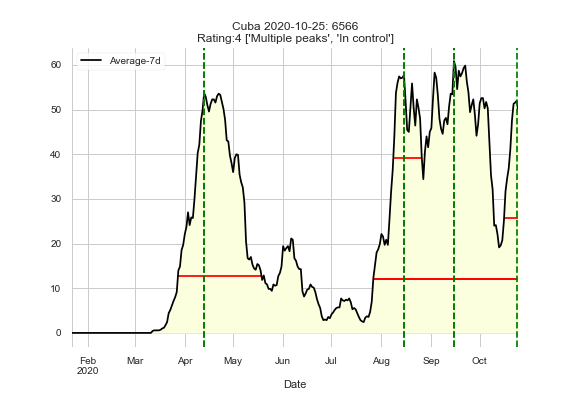 Cuba 2020-10-25: 6566
Rating:4 ['Multiple peaks', 'In control']
Average-7d
60
50
40
30
20
10
0
Feb Mar Apr May Jun Jul Aug Sep Oct
2020
Date